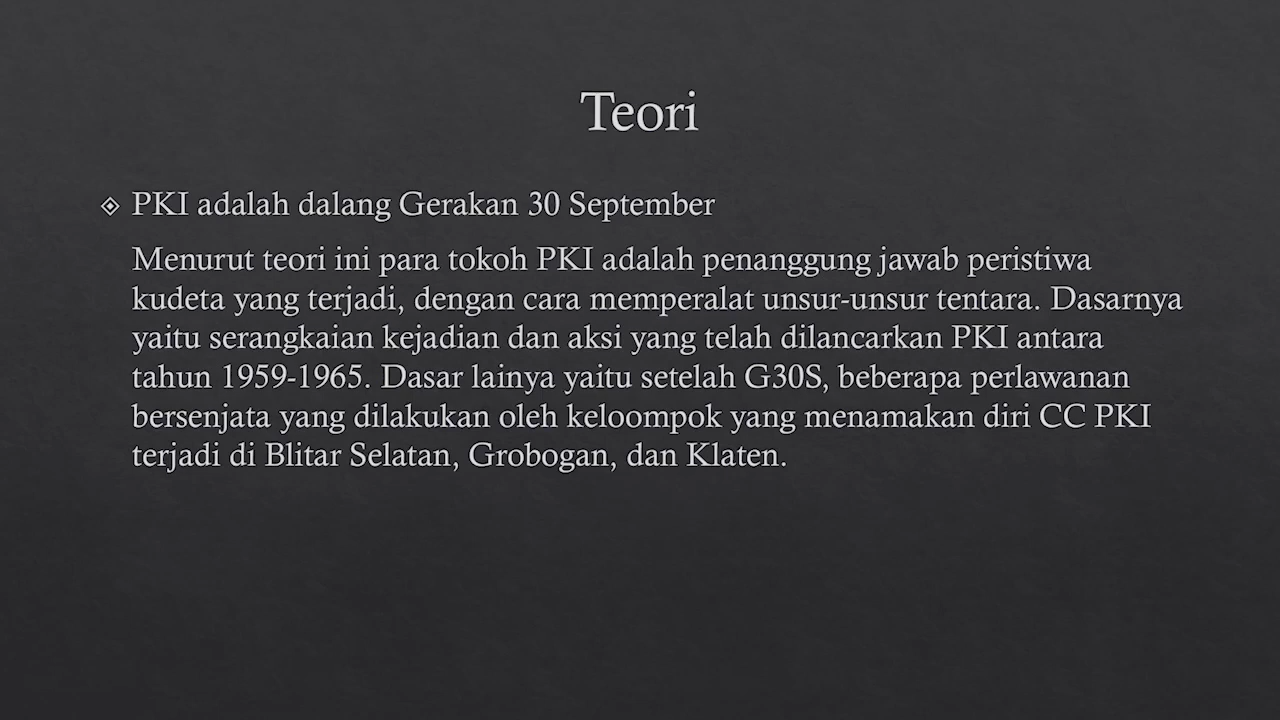 Teori
PKI adalah dalang Gerakan 30 September
Menurut teori ini para tokoh PKI adalah penanggung jawab peristiwa
kudeta yang terjadi, dengan cara memperalat unsur-unsur tentara. Dasarnya
yaitu serangkaian kejadian dan aksi yang telah dilancarkan PKI antara
tahun 1959-1965. Dasar lainya yaitu setelah G30S, beberapa perlawanan
bersenjata yang dilakukan oleh keloompok yang menamakan diri CC PKI
terjadi di Blitar Selatan, Grobogan, dan Klaten.